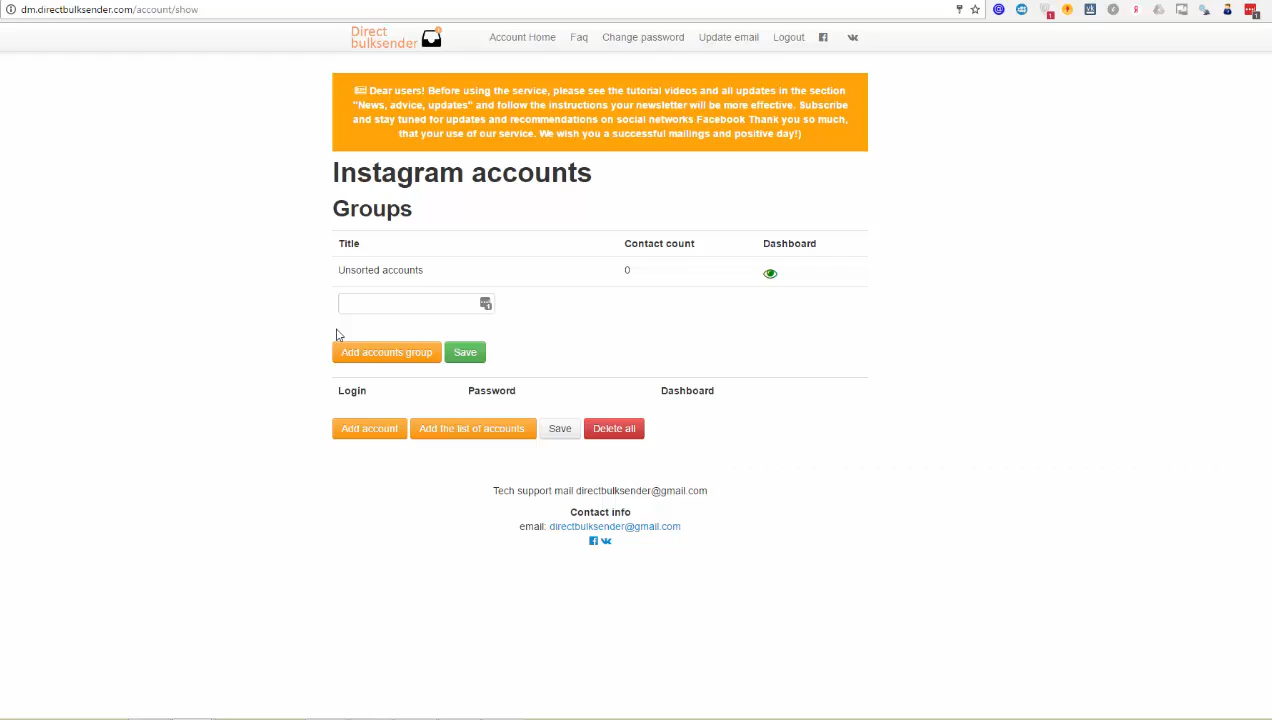 dm.directbulksender.com/account/show
Direct
bulksender
Account Home
Faq
Change password
Update email
Logout
Dear users! Before using the service, please see the tutorial videos and all updates in the section
"News, advice, updates" and follow the instructions your newsletter will be more effective. Subscribe
and stay tuned for updates and recommendations on social networks Facebook Thank you so much,
that your use of our service. We wish you a successful mailings and positive day!)
Instagram accounts
Groups
Title Contact count Dashboard
Unsorted accounts 0
Add accounts group Save
Login Password Dashboard
Add account Add the list of accounts. Save Delete all
Tech support mail directbulksender@gmail.com
Contact info
email: directbulksender@gmail.com